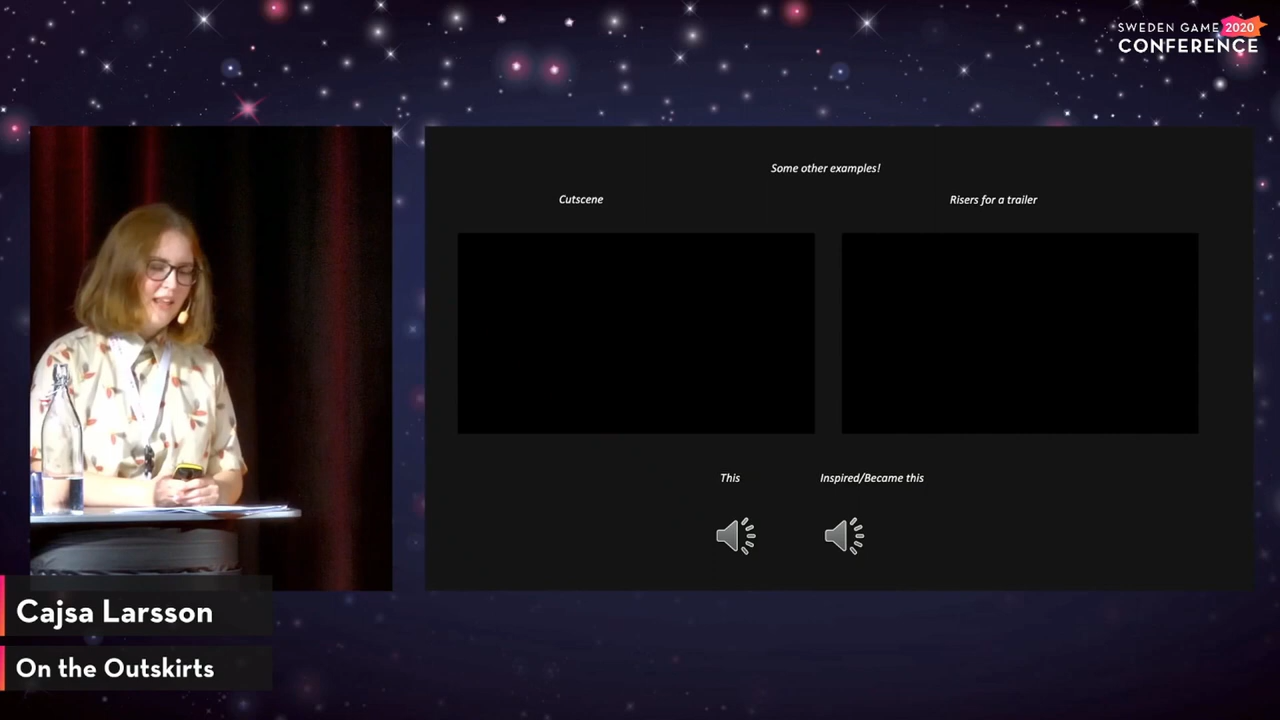 SWEDEN GAME 2020
CONFERENCE
Some other examples!
Cutscene
Risers for a trailer
This
Inspired/Became this
Cajsa Larsson
On the Outskirts